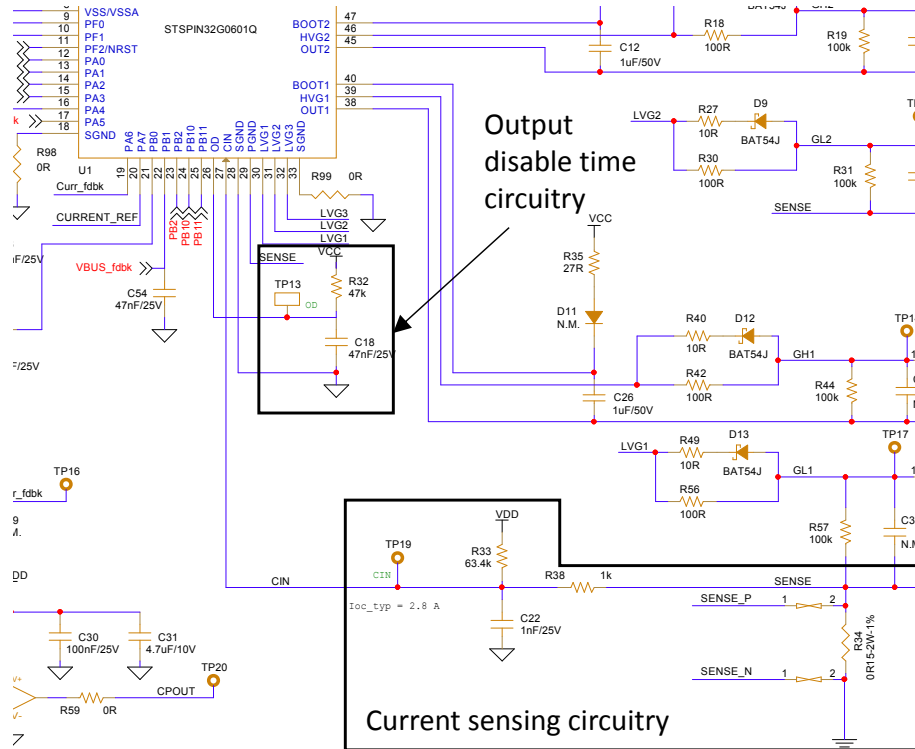 9
VSS/VSSA
10
PF0
11
PF1
12
PF2/NRST
13
PA0
14
PA1
15
PA2
16
PA3
17
PA4
18
PA5
SGND
STSPIN32G0601Q
BOOT2
47
HVG2
46
OUT2
45
BOOT1
40
HVG1
39
OUT1
38
PA6
PA7
PB0
PB1
PB2
PB10
PB11
OD
CIN
SGND
PGND
LVG1
LVG2
LVG3
SGND
19
20
21
22
23
24
25
26
27
28
29
30
31
32
33
U1
R98
0R
R99
0R
Curr_fdbk
CURRENT_REF
PB2
PB10
PB11
VBUS_fdbk
C54
47nF/25V
LVG3
LVG2
LVG1
VCC
SENSE
R32
47k
TP13
OD
C18
47nF/25V
Output
disable time
circuitry
C12
1uF/50V
R18
100R
BAT54J
GH2
R19
100k
LVG2
R27
10R
D9
BAT54J
GL2
R30
100R
R31
100k
SENSE
VCC
R35
27R
D11
N.M.
C26
1uF/50V
R40
10R
D12
BAT54J
GH1
R42
100R
R44
100k
LVG1
R49
10R
D13
BAT54J
GL1
TP17
R56
100R
R57
100k
N.M
TP16
_fdbk
TP19
CIN
CIN
Ioc_typ = 2.8 A
VDD
R33
63.4k
R38
1k
SENSE
C22
1nF/25V
SENSE_P
1
2
R34
0R15-2W-1%
SENSE_N
1
2
C30
100nF/25V
C31
4.7uF/10V
TP20
V+
V-
R59
0R
CPOUT
Current sensing circuitry